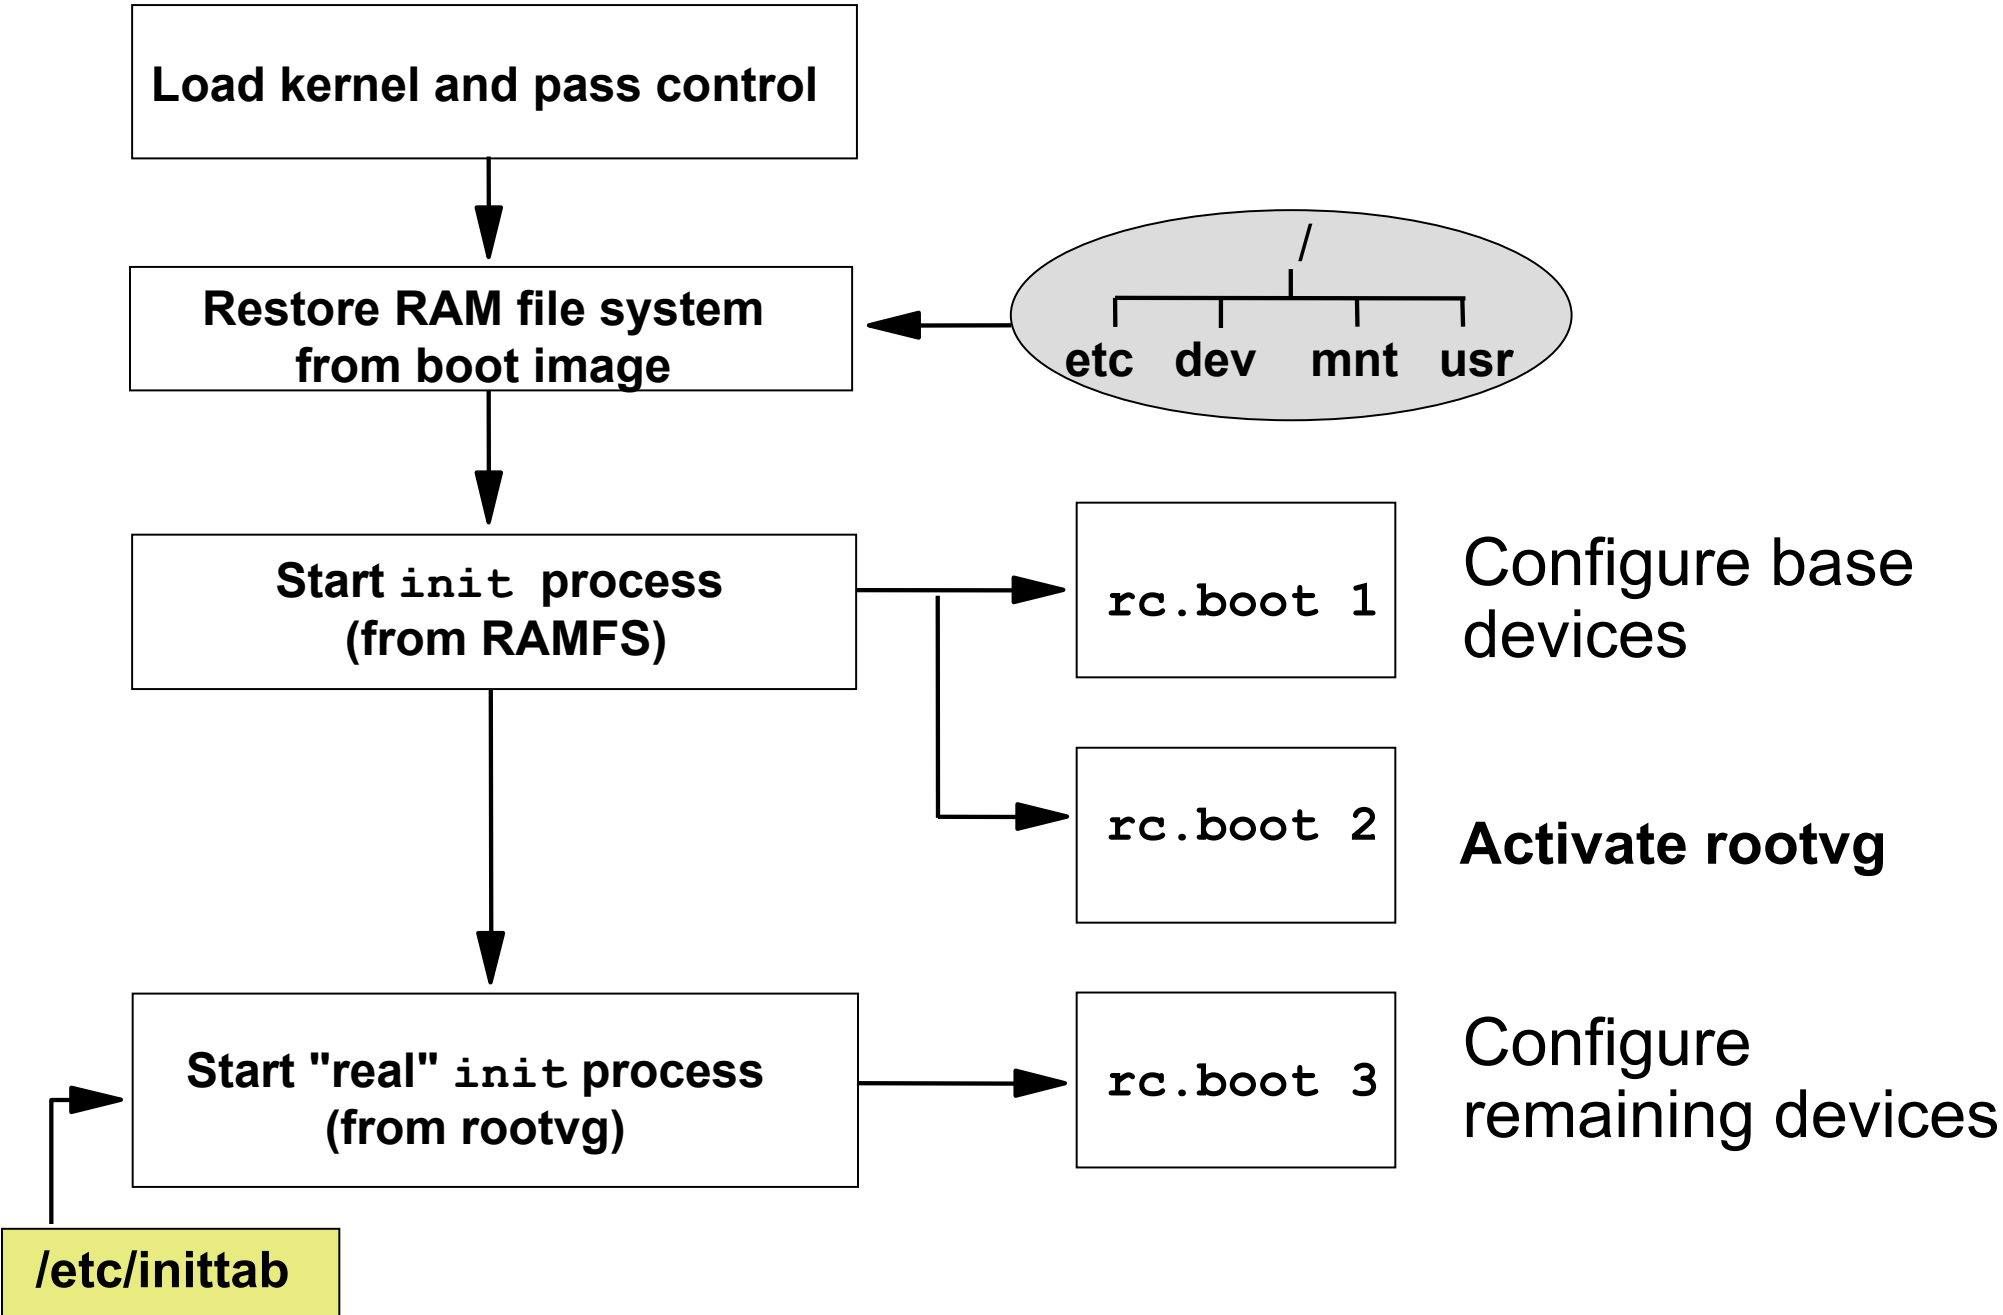 Load kernel and pass control
/
Restore RAM file system
from boot image
etc dev mnt usr
Start init process
(from RAMFS)
rc.boot 1
Configure base
devices
rc.boot 2
Activate rootvg
Start "real" init process
(from rootvg)
rc.boot 3
Configure
remaining devices
/etc/inittab